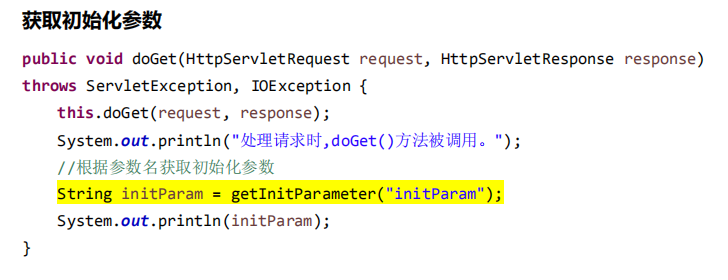 获取初始化参数
public void doGet(HttpServletRequest request, HttpServletResponse response)
throws ServletException, IOException {
    this.doGet(request, response);
    System.out.println("处理请求时,doGet()方法被调用。");
    //根据参数名获取初始化参数
    String initParam = getInitParameter("initParam");
    System.out.println(initParam);
}